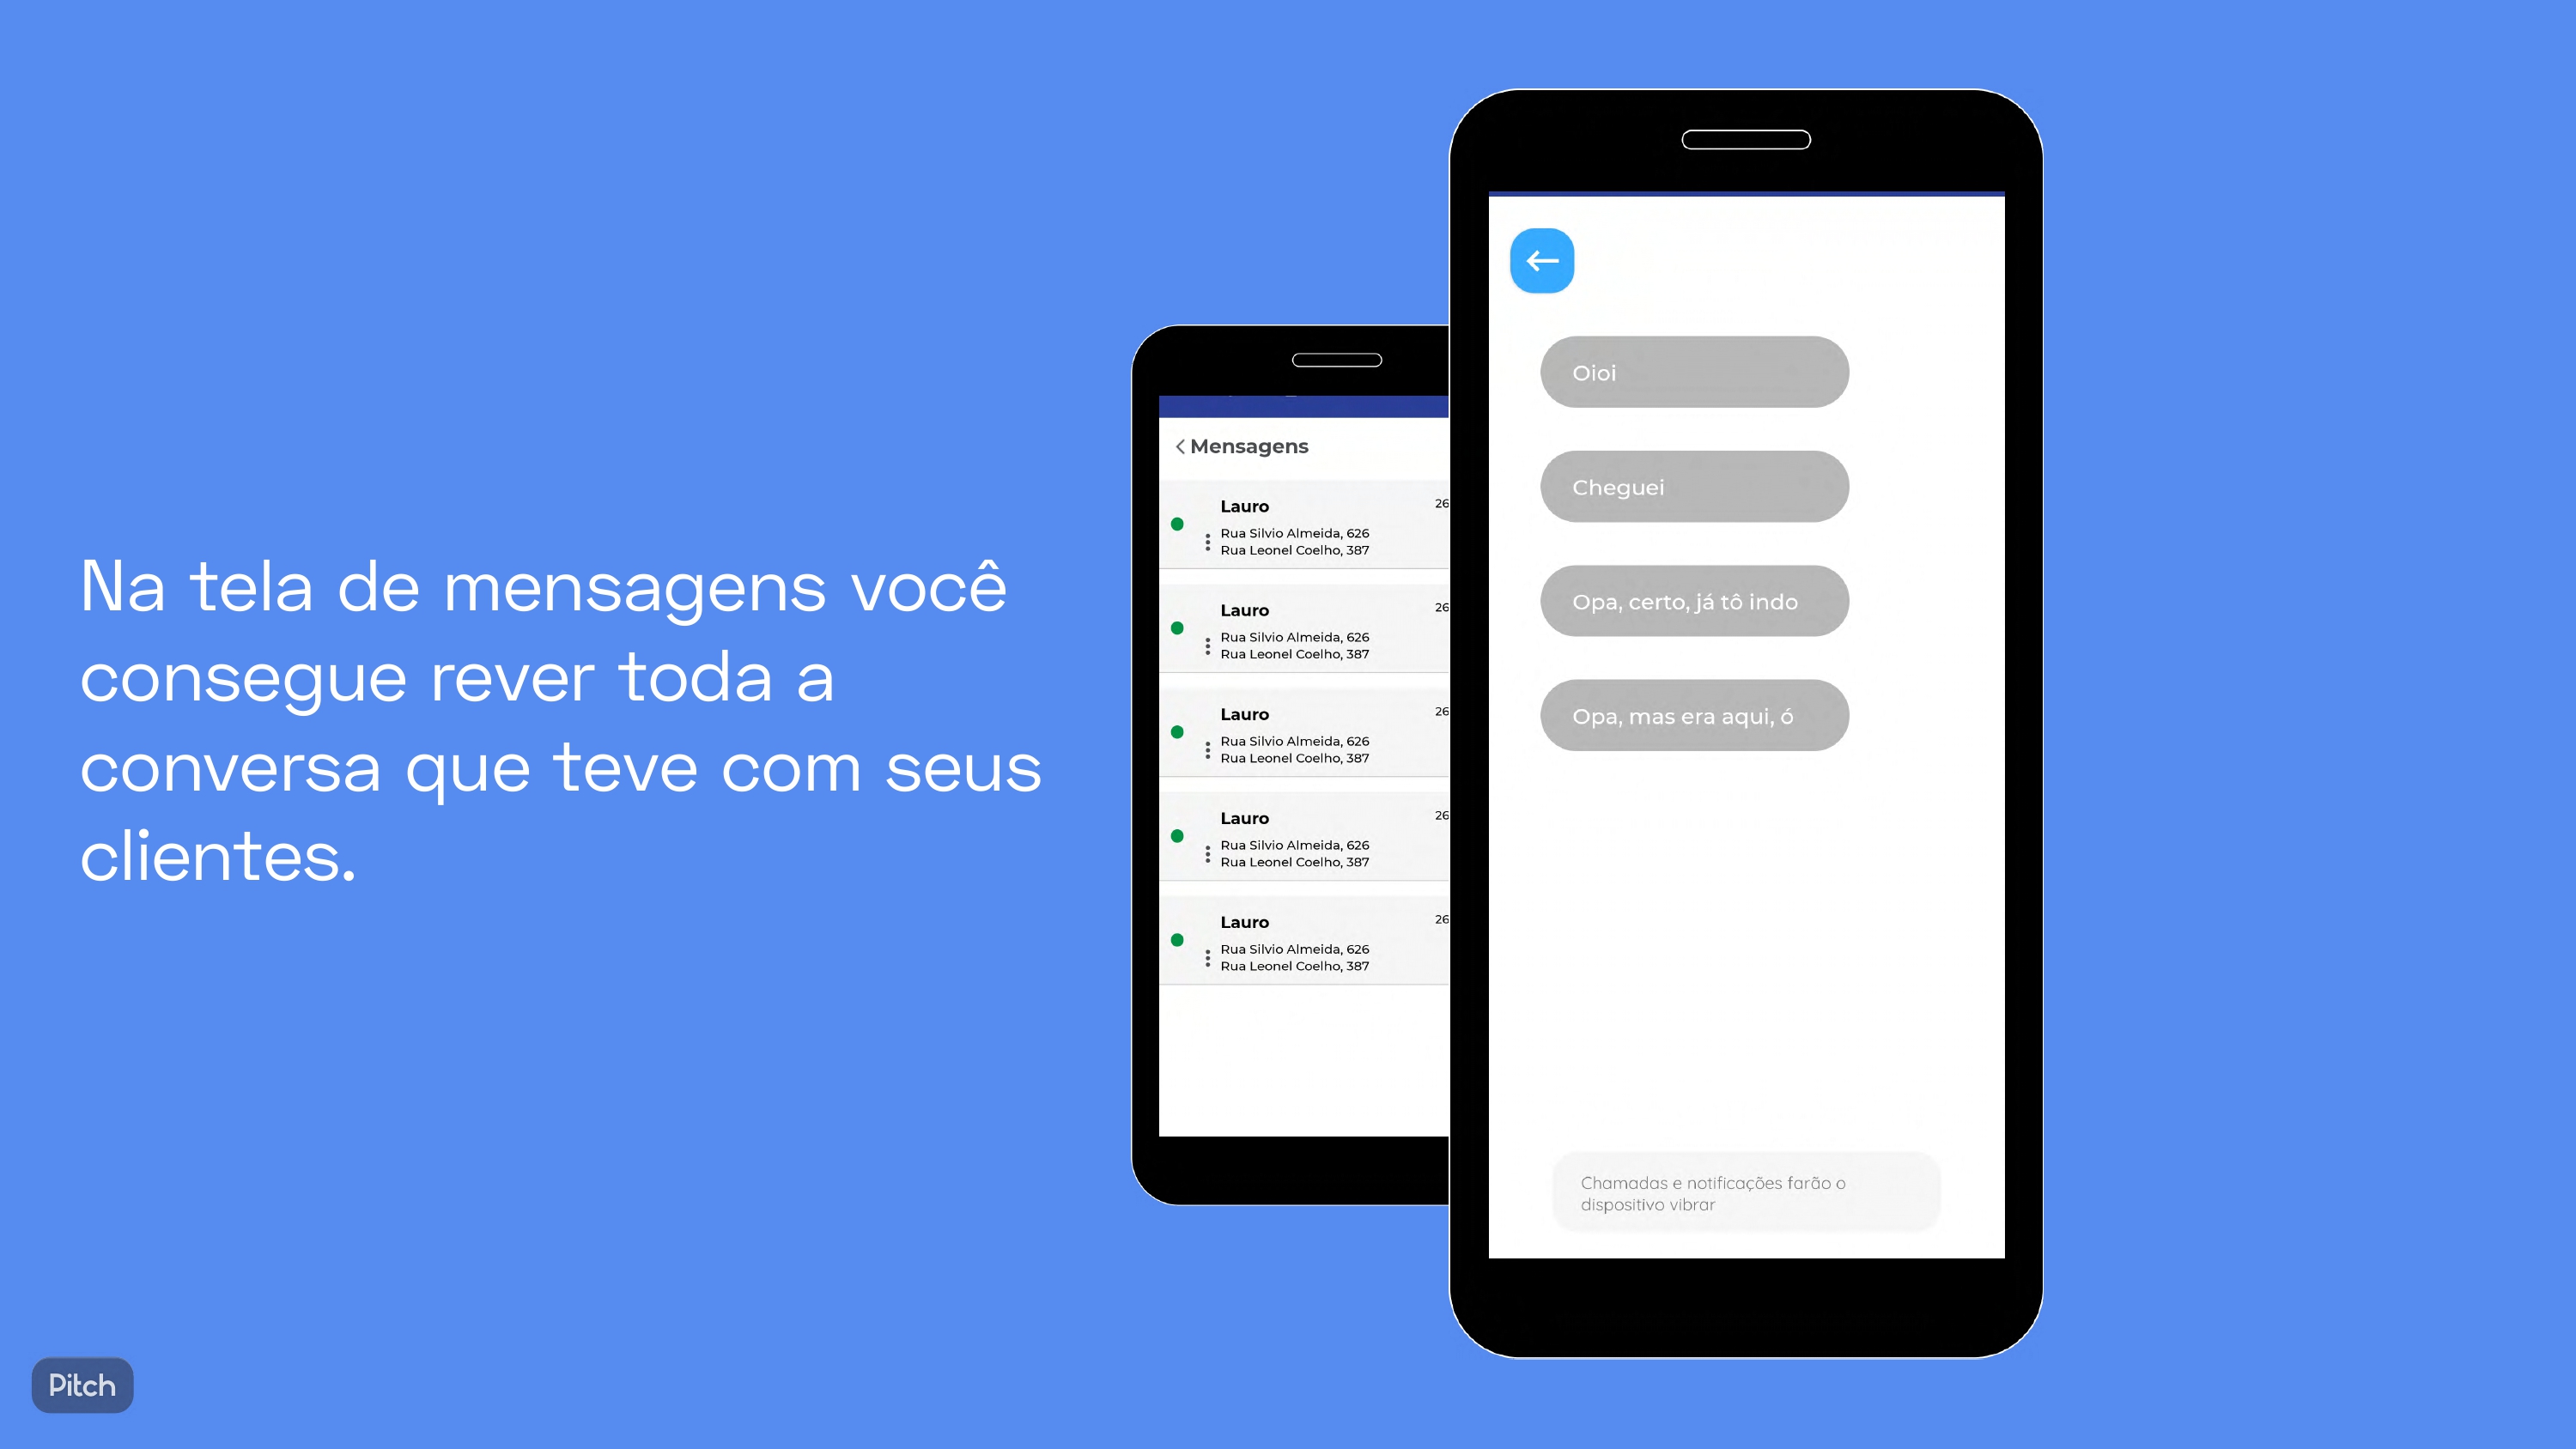 Na tela de mensagens você
consegue rever toda a
conversa que teve com seus
clientes.
Mensagens
Lauro
26
Rua Silvio Almeida, 626
Rua Leonel Coelho, 387
Lauro
26
Rua Silvio Almeida, 626
Rua Leonel Coelho, 387
Lauro
26
Rua Silvio Almeida, 626
Rua Leonel Coelho, 387
Lauro
26
Rua Silvio Almeida, 626
Rua Leonel Coelho, 387
Lauro
26
Rua Silvio Almeida, 626
Rua Leonel Coelho, 387
Oioi
Cheguei
Opa, certo, já tô indo
Opa, mas era aqui, ó
Chamadas e notificações farão o
dispositivo vibrar
Pitch